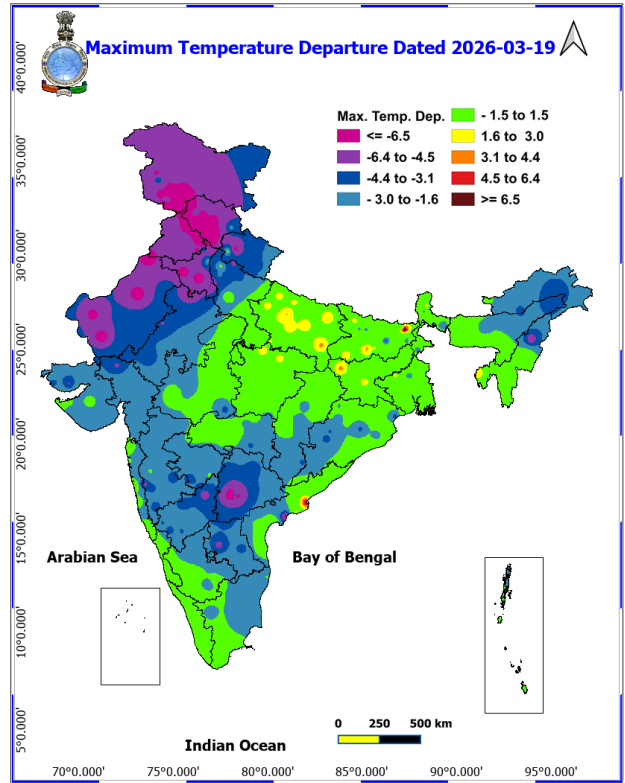 Maximum Temperature Departure Dated 2026-03-19
Max. Temp. Dep.
<= -6.5
-6.4 to -4.5
-4.4 to -3.1
- 3.0 to -1.6
- 1.5 to 1.5
1.6 to 3.0
3.1 to 4.4
4.5 to 6.4
>= 6.5
40°0.000'
35°0.000'
30°0.000'
25°0.000'
20°0.000'
15°0.000'
10°0.000'
5°0.000'
Arabian Sea
Bay of Bengal
Indian Ocean
0 250 500 km
70°0.000' 75°0.000' 80°0.000' 85°0.000' 90°0.000' 95°0.000'